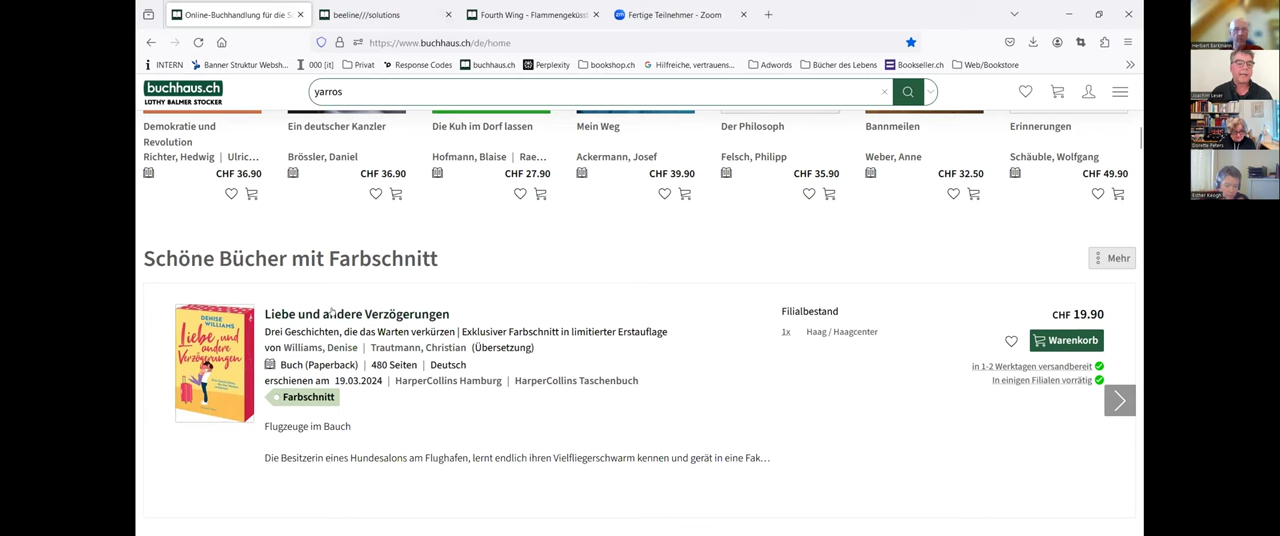 Online-Buchhandlung für die S
beeline///solutions
Fourth Wing - Flammengeküss
Fertige Teilnehmer - Zoom
https://www.buchhaus.ch/de/home
INTERN
Banner Struktur Websh...
000 [it]
Privat
Response Codes
buchhaus.ch
Perplexity
bookshop.ch
Hilfreiche, vertrauens...
Adwords
Bücher des Lebens
Bookseller.ch
Web/Bookstore
buchhaus.ch
LÜTHY BALMER STOCKER
yarros
Demokratie und Revolution
Richter, Hedwig | Ulric...
CHF 36.90
Ein deutscher Kanzler
Brössler, Daniel
CHF 36.90
Die Kuh im Dorf lassen
Hofmann, Blaise | Rae...
CHF 27.90
Mein Weg
Ackermann, Josef
CHF 39.90
Der Philosoph
Felsch, Philipp
CHF 35.90
Bannmeilen
Weber, Anne
CHF 32.50
Erinnerungen
Schäuble, Wolfgang
CHF 49.90
Schöne Bücher mit Farbschnitt
Mehr
DENISE WILLIAMS
Liebe und andere Verzögerungen
Liebe und andere Verzögerungen
Drei Geschichten, die das Warten verkürzen | Exklusiver Farbschnitt in limitierter Erstauflage
von Williams, Denise | Trautmann, Christian (Übersetzung)
Buch (Paperback) | 480 Seiten | Deutsch
erschienen am 19.03.2024 | HarperCollins Hamburg | HarperCollins Taschenbuch
Farbschnitt
Flugzeuge im Bauch
Die Besitzerin eines Hundesalons am Flughafen, lernt endlich ihren Vielfliegerschwarm kennen und gerät in eine Fak...
Filialbestand
1x Haag / Haagcenter
CHF 19.90
Warenkorb
in 1-2 Werktagen versandbereit
In einigen Filialen vorrätig
Herbert Barkmann
Joachim Leser
Dorette Peters
Esther Keogh